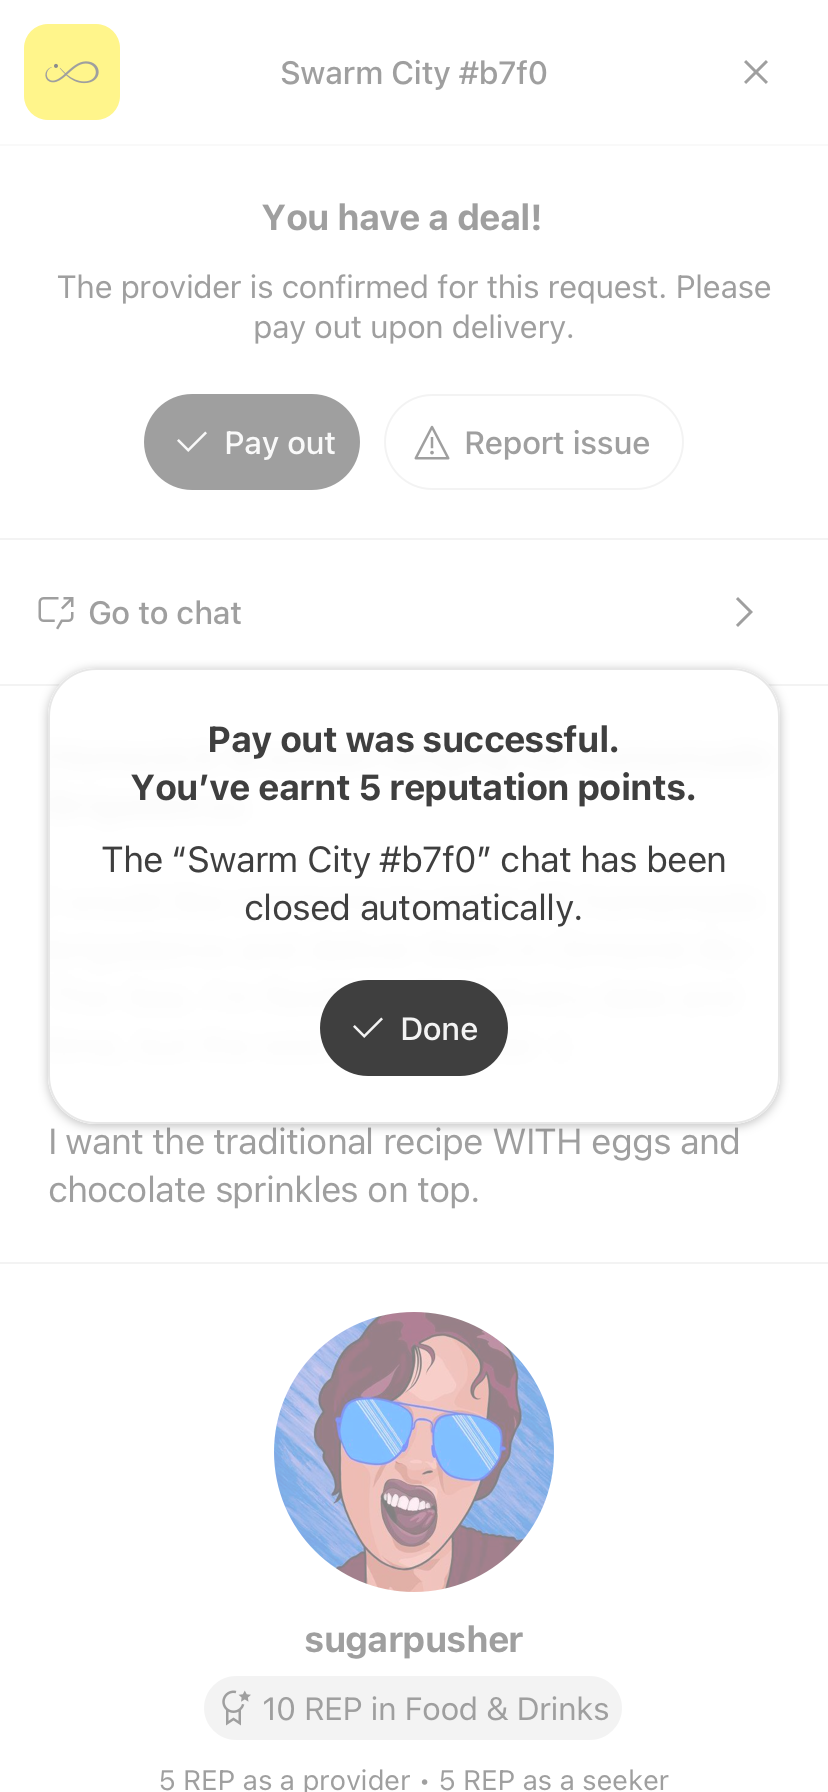 Swarm City #b7f0
You have a deal!
The provider is confirmed for this request. Please
pay out upon delivery.
Pay out
Report issue
Go to chat
Pay out was successful.
You’ve earnt 5 reputation points.
The “Swarm City #b7f0” chat has been
closed automatically.
Done
I want the traditional recipe WITH eggs and
chocolate sprinkles on top.
sugarpusher
10 REP in Food & Drinks
5 REP as a provider • 5 REP as a seeker